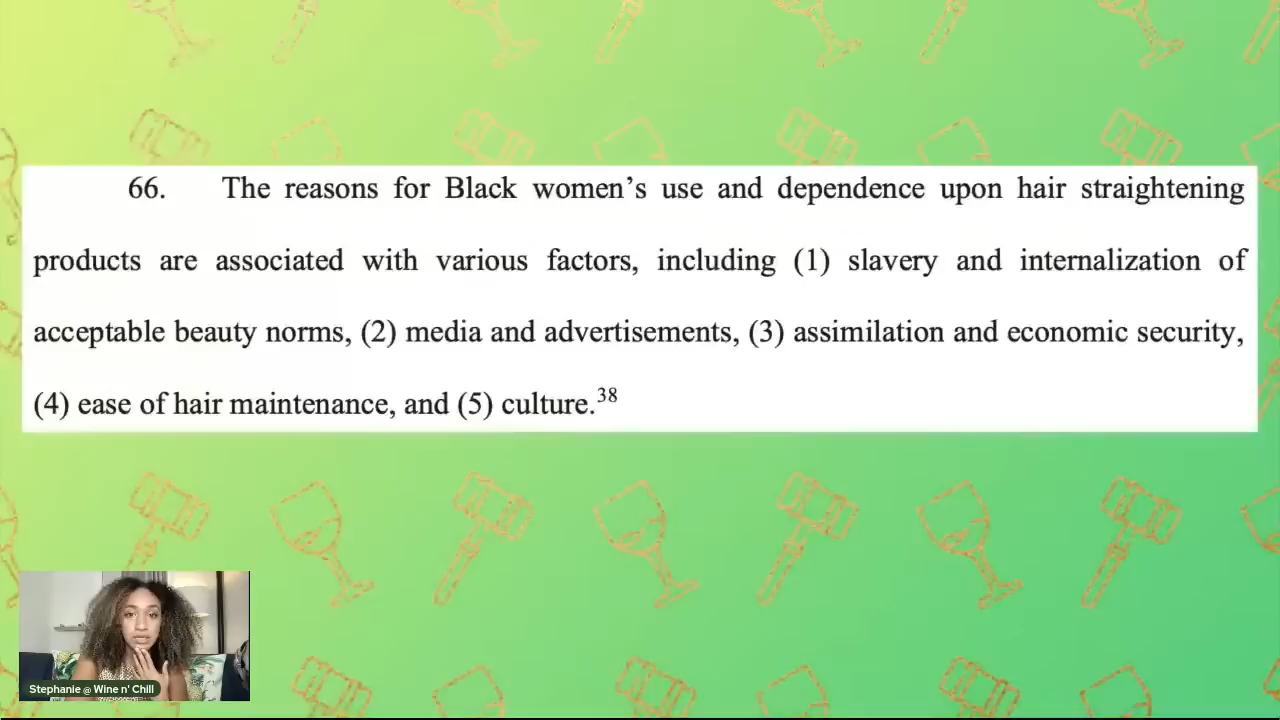 66. The reasons for Black women’s use and dependence upon hair straightening
products are associated with various factors, including (1) slavery and internalization of
acceptable beauty norms, (2) media and advertisements, (3) assimilation and economic security,
(4) ease of hair maintenance, and (5) culture.38
Stephanie @ Wine n' Chill